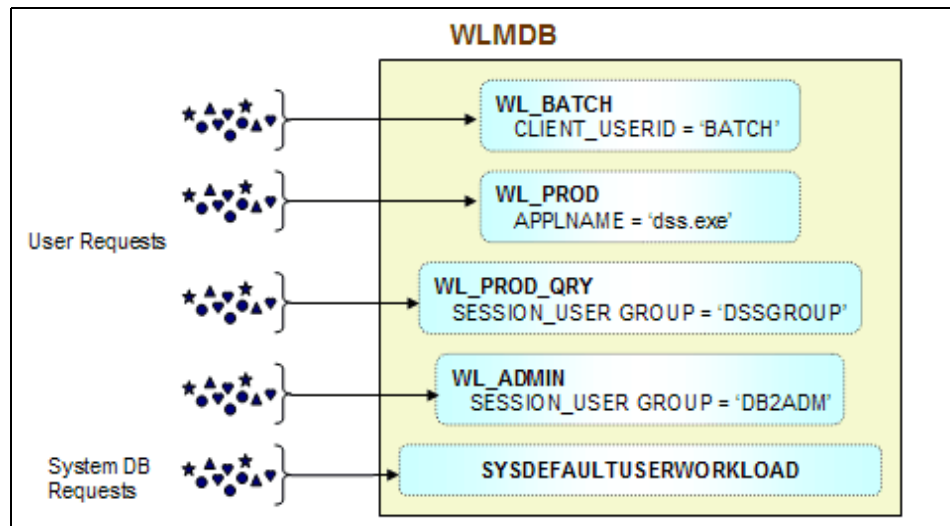 WLMDB
WL_BATCH
CLIENT_USERID = ‘BATCH’
WL_PROD
APPLNAME = ‘dss.exe’
User Requests
WL_PROD_QRY
SESSION_USER GROUP = ‘DSSGROUP’
WL_ADMIN
SESSION_USER GROUP = ‘DB2ADM’
System DB
Requests
SYSDEFAULTUSERWORKLOAD